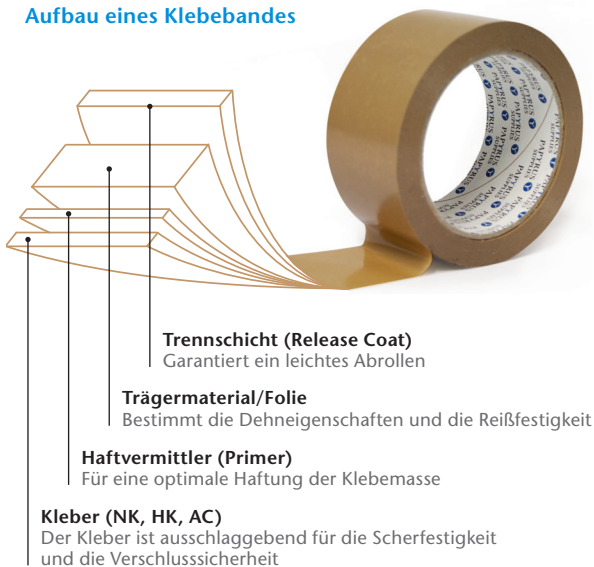 Aufbau eines Klebebandes
PAPYRUS SUPPLIES
Trennschicht (Release Coat)
Garantiert ein leichtes Abrollen
Trägermaterial/Folie
Bestimmt die Dehneigenschaften und die Reißfestigkeit
Haftvermittler (Primer)
Für eine optimale Haftung der Klebemasse
Kleber (NK, HK, AC)
Der Kleber ist ausschlaggebend für die Scherfestigkeit
und die Verschlusssicherheit